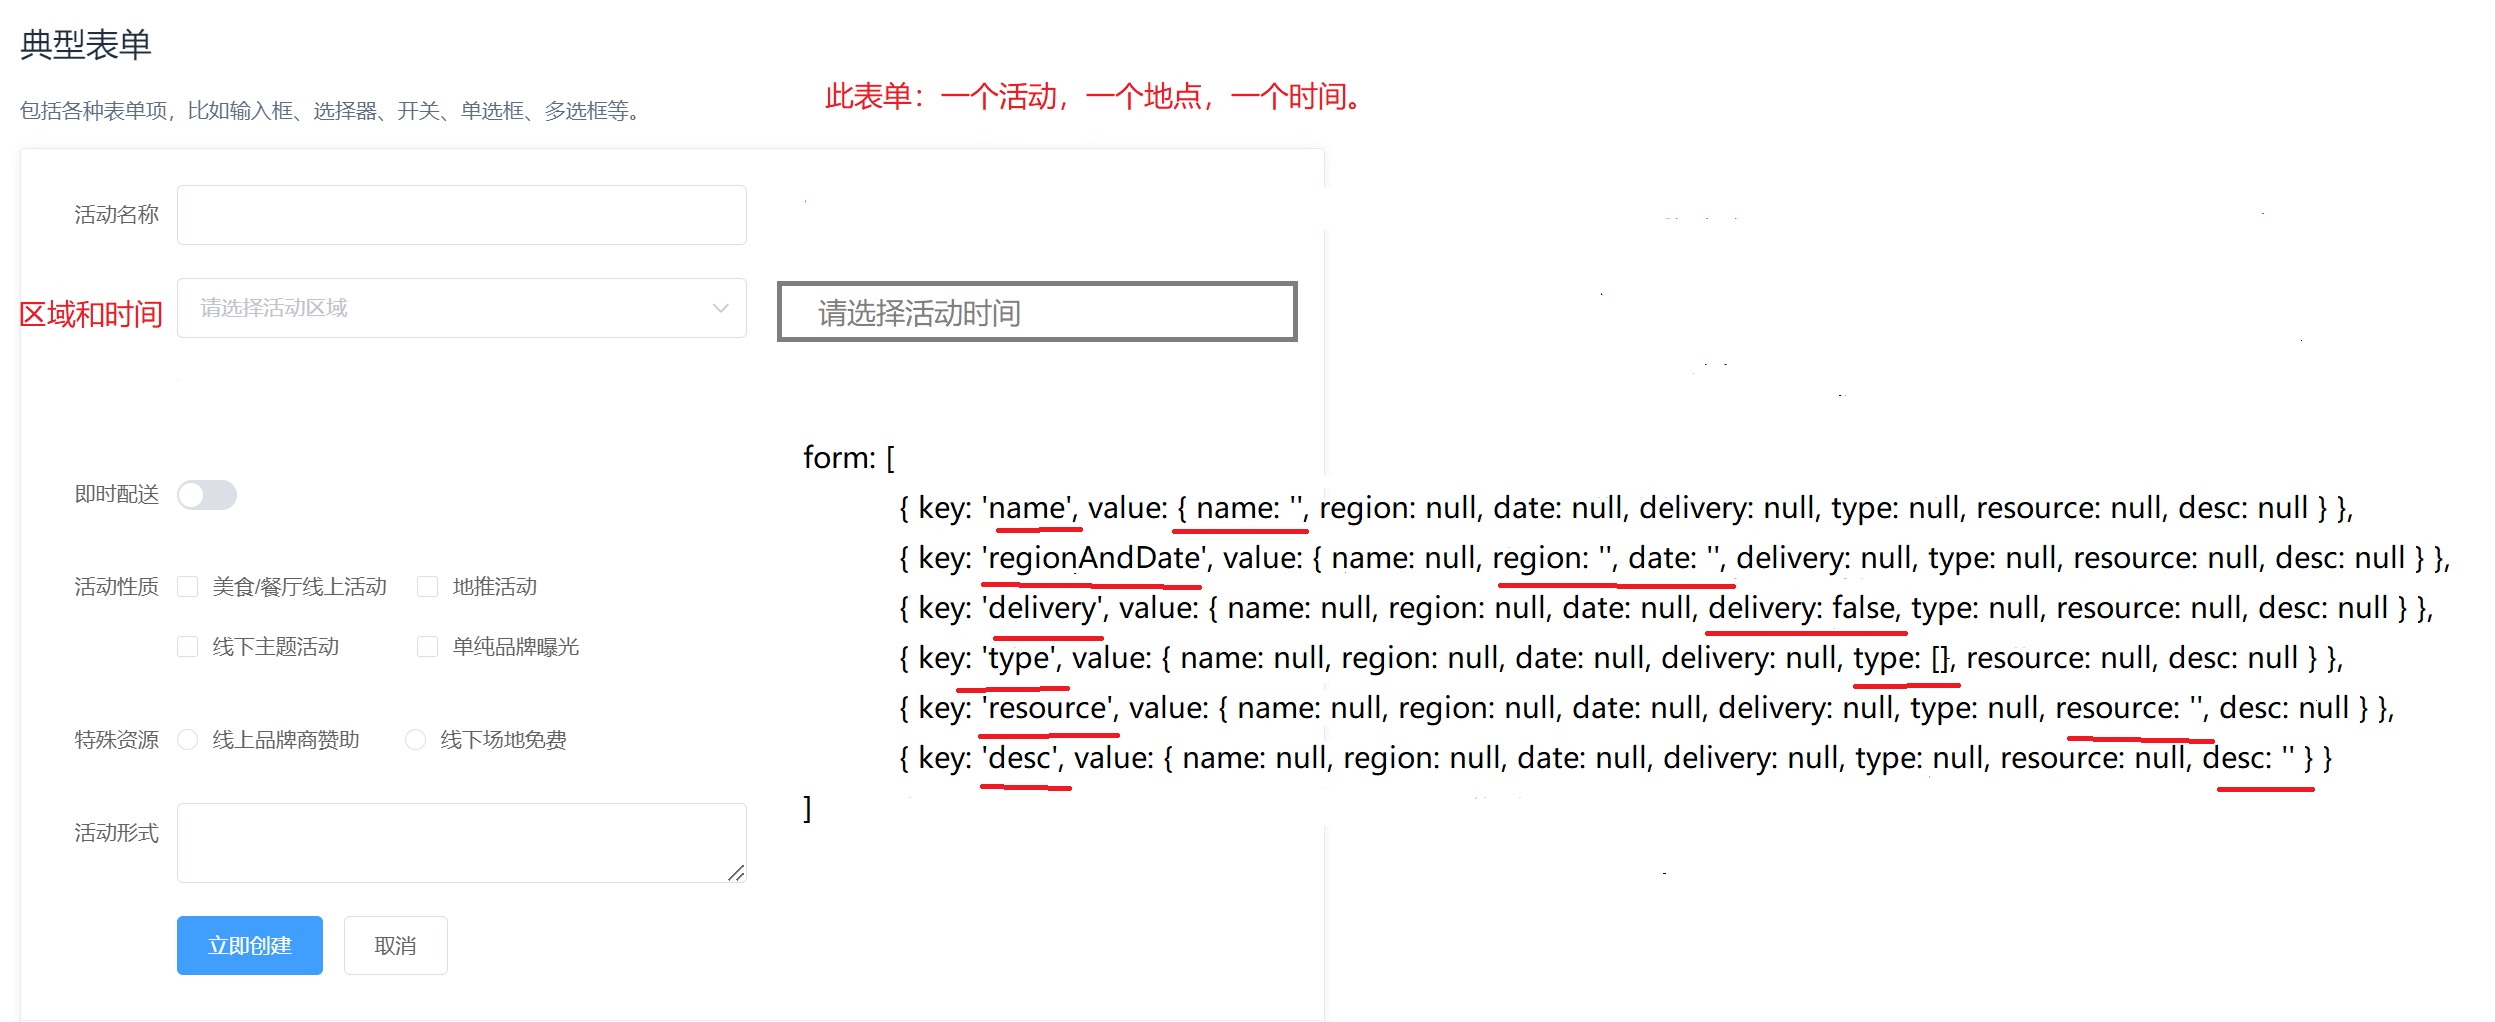 典型表单
包括各种表单项，比如输入框、选择器、开关、单选框、多选框等。
此表单：一个活动，一个地点，一个时间。
活动名称
区域和时间
请选择活动区域
请选择活动时间
即时配送
活动性质
美食/餐厅线上活动
地推活动
线下主题活动
单纯品牌曝光
特殊资源
线上品牌商赞助
线下场地免费
活动形式
立即创建
取消
form: [
{ key: 'name', value: { name: '', region: null, date: null, delivery: null, type: null, resource: null, desc: null } },
{ key: 'regionAndDate', value: { name: null, region: '', date: '', delivery: null, type: null, resource: null, desc: null } },
{ key: 'delivery', value: { name: null, region: null, date: null, delivery: false, type: null, resource: null, desc: null } },
{ key: 'type', value: { name: null, region: null, date: null, delivery: null, type: [], resource: null, desc: null } },
{ key: 'resource', value: { name: null, region: null, date: null, delivery: null, type: null, resource: '', desc: null } },
{ key: 'desc', value: { name: null, region: null, date: null, delivery: null, type: null, resource: null, desc: '' } }
]